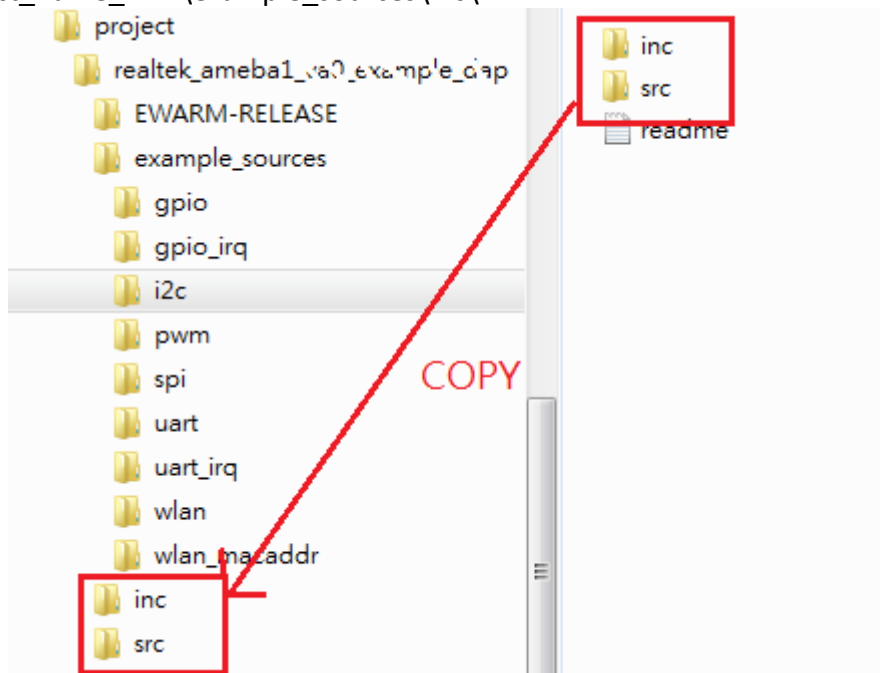 project
EWARM-RELEASE
example_sources
gpio
gpio_irq
i2c
pwm
spi
uart
uart_irq
wlan
wlan_macaddr
inc
src
inc
src
readme
COPY